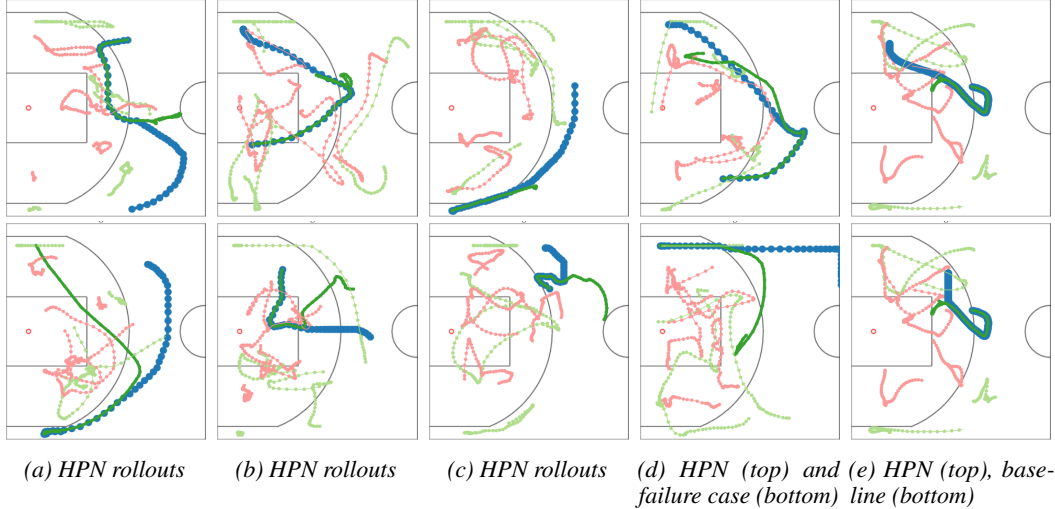 (a) HPN rollouts
(b) HPN rollouts
(c) HPN rollouts
(d) HPN (top) and
failure case (bottom)
(e) HPN (top), base-
line (bottom)